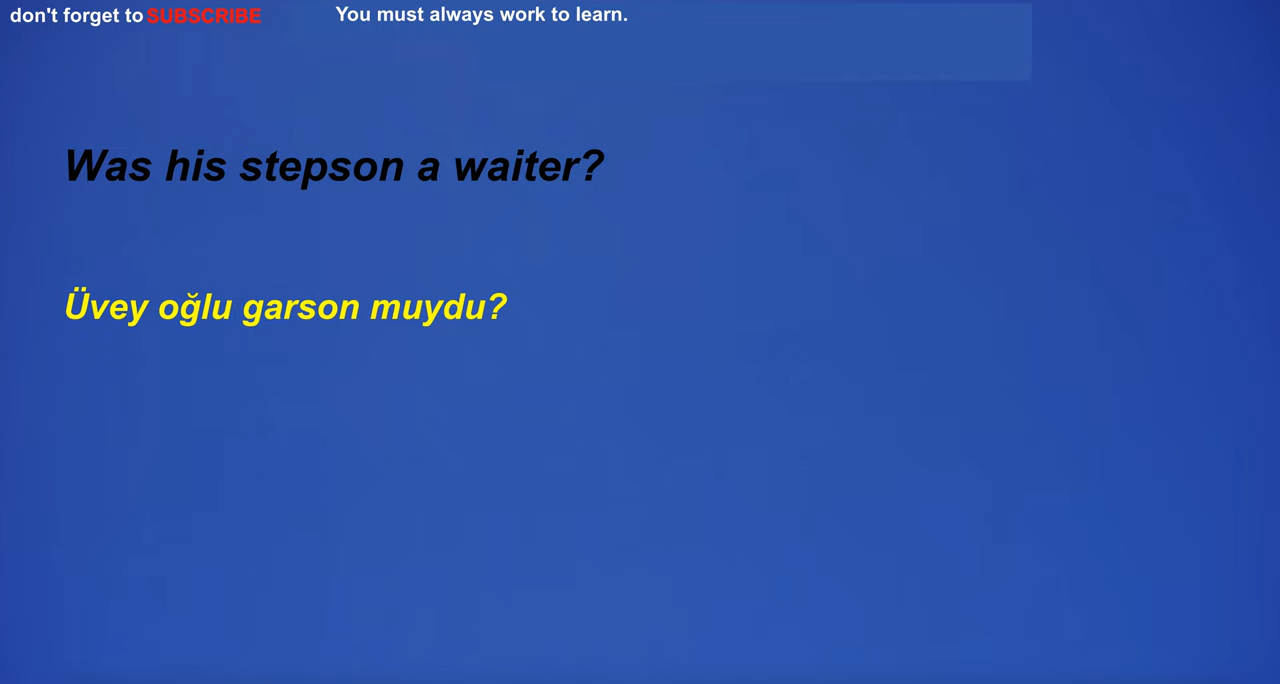 don't forget to SUBSCRIBE
You must always work to learn.
Was his stepson a waiter?
Üvey oğlu garson muydu?